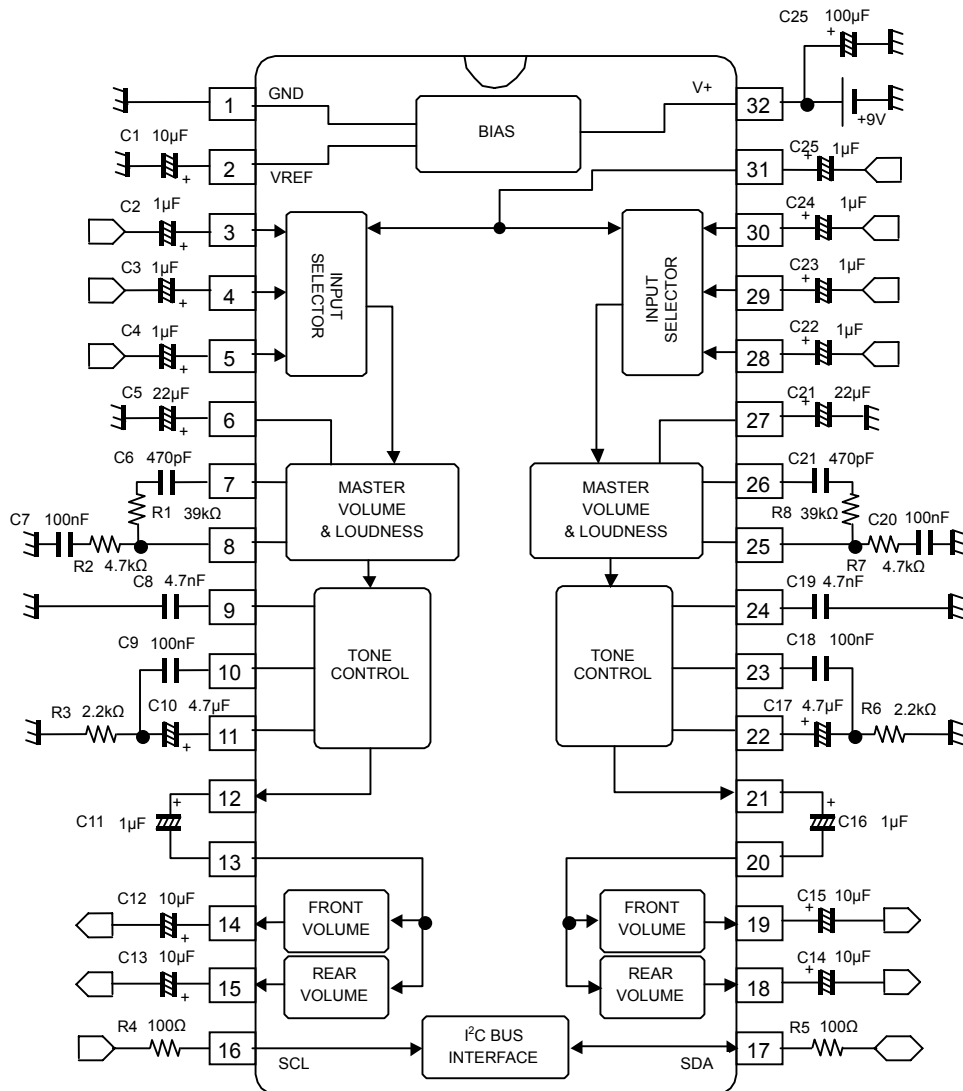 C25 100µF
GND
V+
1
32
BIAS
+9V
C1 10µF
C25 1µF
2
31
VREF
C2 1µF
C24 1µF
3
30
C3 1µF
INPUT SELECTOR
INPUT SELECTOR
C23 1µF
4
29
C4 1µF
C22 1µF
5
28
C5 22µF
C21 22µF
6
27
C6 470pF
C21 470pF
7
26
MASTER VOLUME & LOUDNESS
MASTER VOLUME & LOUDNESS
R1 39kΩ
R8 39kΩ
C7 100nF
C20 100nF
8
25
R2 4.7kΩ
R7 4.7kΩ
C8 4.7nF
C19 4.7nF
9
24
C9 100nF
C18 100nF
TONE CONTROL
TONE CONTROL
10
23
R3 2.2kΩ
C10 4.7µF
C17 4.7µF
R6 2.2kΩ
11
22
12
21
C11 1µF
C16 1µF
13
20
C12 10µF
C15 10µF
14
FRONT VOLUME
FRONT VOLUME
19
C13 10µF
C14 10µF
15
REAR VOLUME
REAR VOLUME
18
R4 100Ω
R5 100Ω
16
I²C BUS INTERFACE
17
SCL
SDA